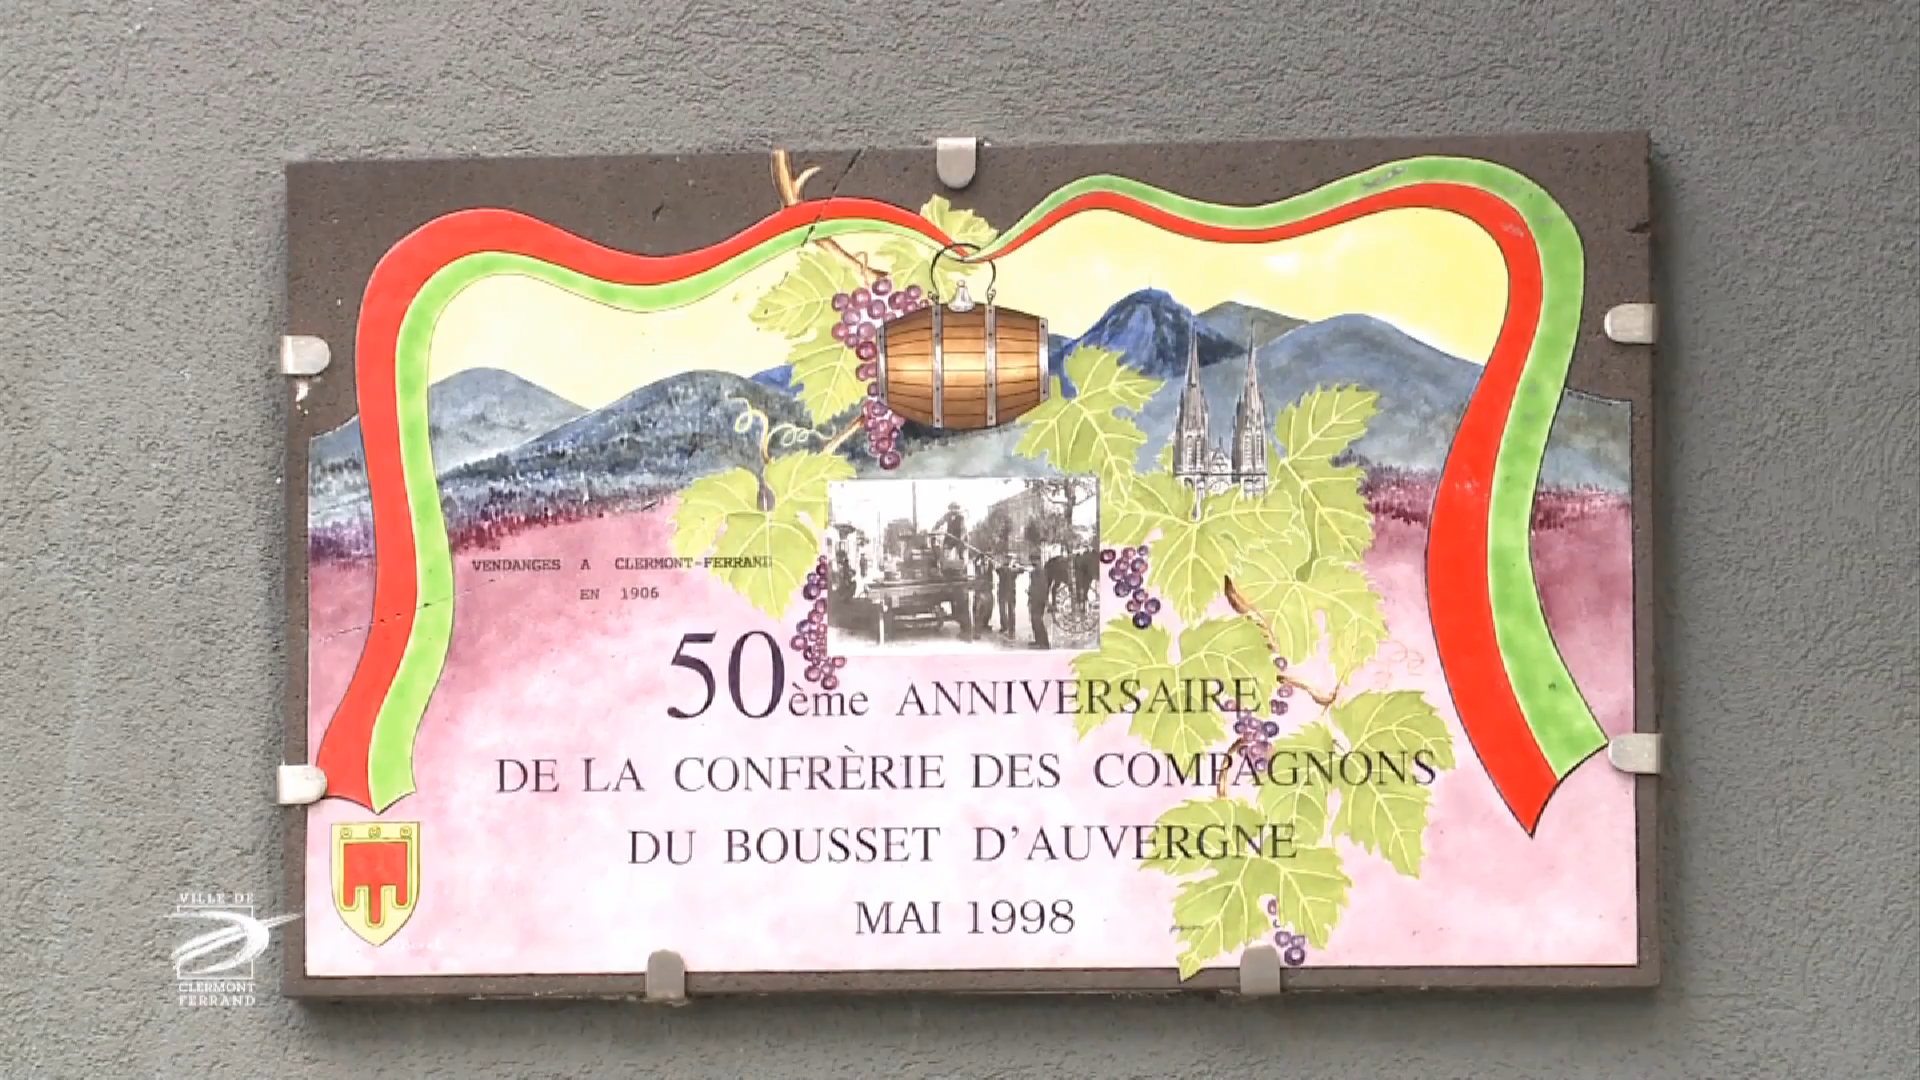 VENDANGES A CLERMONT-FERRAND
EN 1906
50ème ANNIVERSAIRE
DE LA CONFRÈRIE DES COMPAGNONS
DU BOUSSET D'AUVERGNE
MAI 1998
VILLE DE
CLERMONT
FERRAND